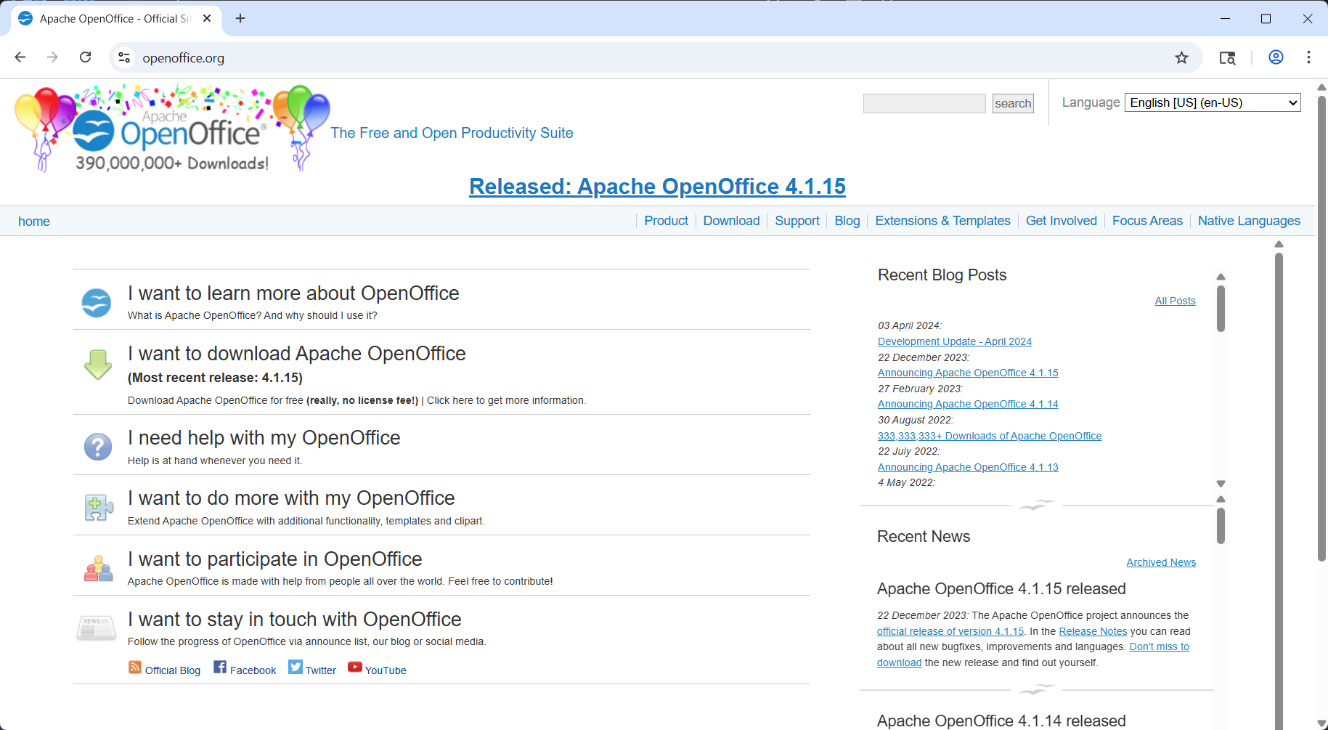 Apache OpenOffice - Official Sit
openoffice.org
Apache
OpenOffice®
390,000,000+ Downloads!
The Free and Open Productivity Suite
search
Language
English [US] (en-US)
Released: Apache OpenOffice 4.1.15
home
Product
Download
Support
Blog
Extensions & Templates
Get Involved
Focus Areas
Native Languages
I want to learn more about OpenOffice
What is Apache OpenOffice? And why should I use it?
I want to download Apache OpenOffice
(Most recent release: 4.1.15)
Download Apache OpenOffice for free (really, no license fee!) | Click here to get more information.
I need help with my OpenOffice
Help is at hand whenever you need it.
I want to do more with my OpenOffice
Extend Apache OpenOffice with additional functionality, templates and clipart.
I want to participate in OpenOffice
Apache OpenOffice is made with help from people all over the world. Feel free to contribute!
NEWS
I want to stay in touch with OpenOffice
Follow the progress of OpenOffice via announce list, our blog or social media.
Official Blog
Facebook
Twitter
YouTube
Recent Blog Posts
All Posts
03 April 2024:
Development Update - April 2024
22 December 2023:
Announcing Apache OpenOffice 4.1.15
27 February 2023:
Announcing Apache OpenOffice 4.1.14
30 August 2022:
333,333,333+ Downloads of Apache OpenOffice
22 July 2022:
Announcing Apache OpenOffice 4.1.13
4 May 2022:
Recent News
Archived News
Apache OpenOffice 4.1.15 released
22 December 2023: The Apache OpenOffice project announces the
official release of version 4.1.15. In the Release Notes you can read
about all new bugfixes, improvements and languages. Don't miss to
download the new release and find out yourself.
Apache OpenOffice 4.1.14 released